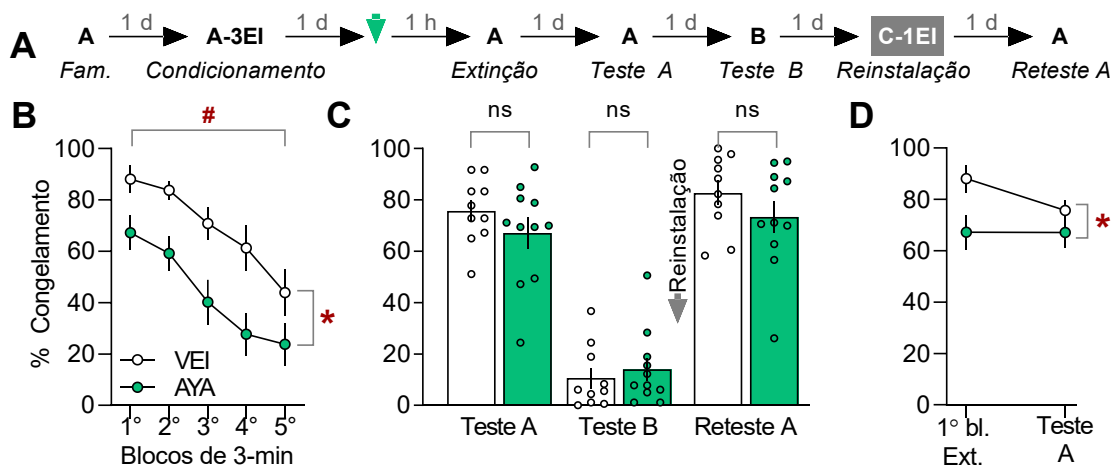 A
1 d 1 d 1 h 1 d 1 d 1 d 1 d
A A-3EI A A B C-1EI A
Fam. Condicionamento Extinção Teste A Teste B Reinstalação Reteste A
B
#
% Congelamento
100
80
60
40
20
0
*
VEI
AYA
1° 2° 3° 4° 5°
Blocos de 3-min
C
ns ns ns
100
80
60
40
20
0
Reinstalação
Teste A Teste B Reteste A
D
100
80
60
40
20
0
*
1° bl. Teste
Ext. A